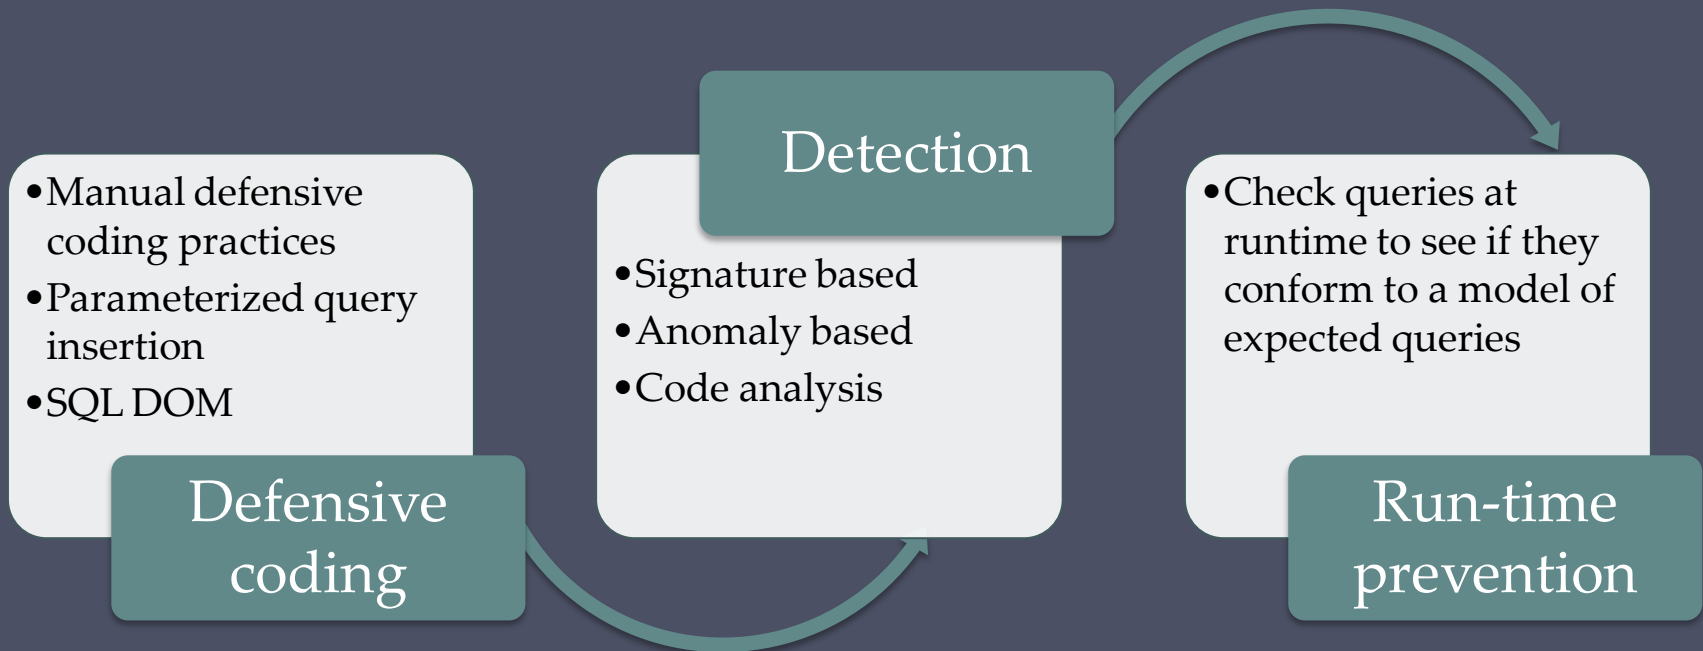 •Manual defensive
coding practices
•Parameterized query
insertion
•SQL DOM
Defensive
coding
Detection
•Signature based
•Anomaly based
•Code analysis
•Check queries at
runtime to see if they
conform to a model of
expected queries
Run-time
prevention